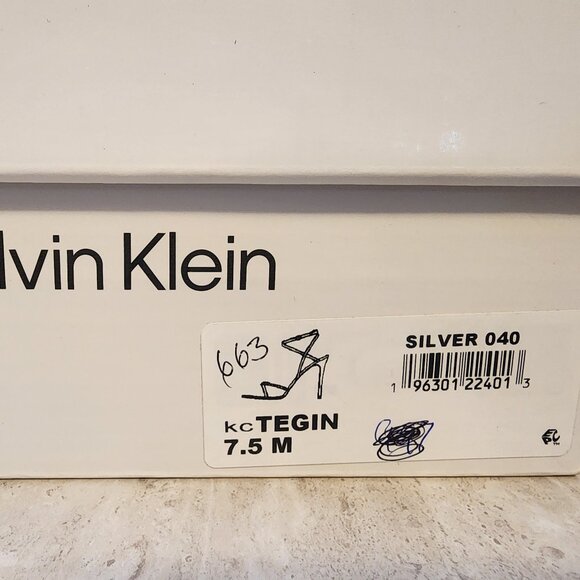 lvin Klein
663
SILVER 040
1 96301 22401 3
kc TEGIN
7.5 M